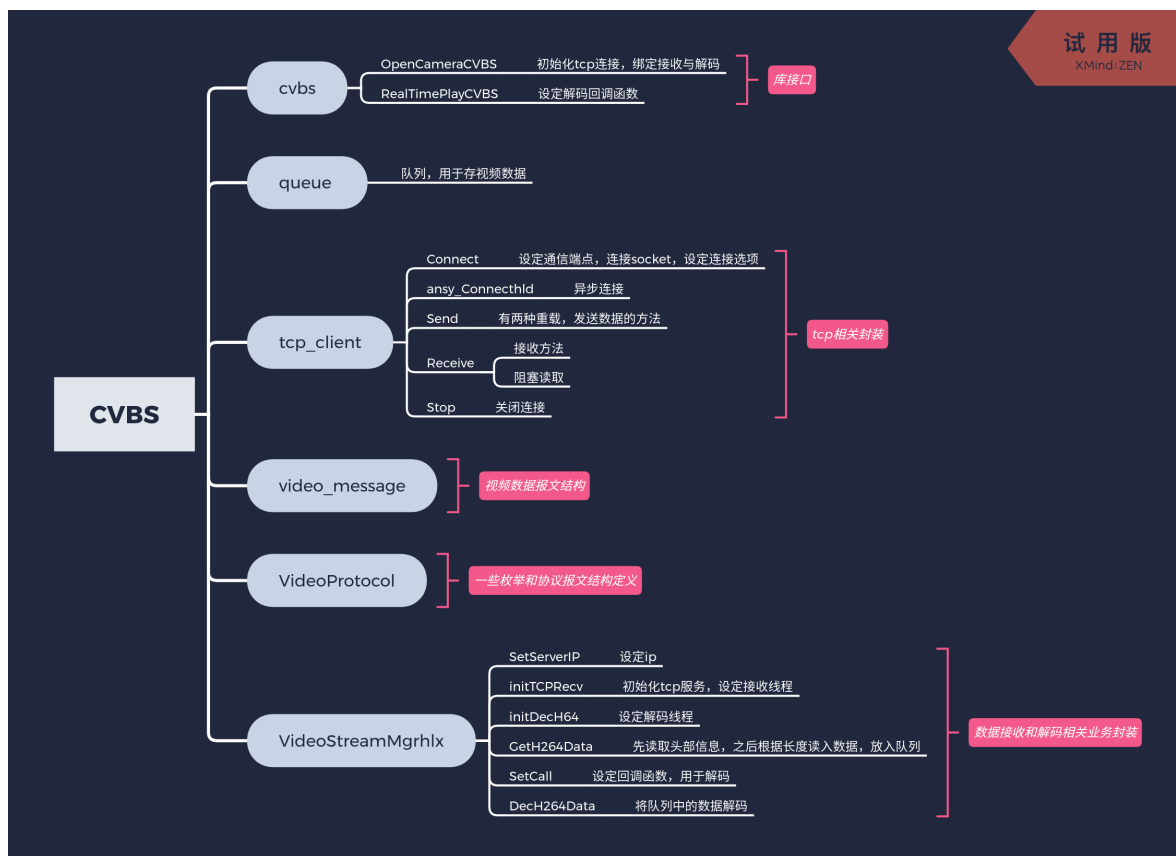 试用版
XMind:ZEN
CVBS
cvbs
OpenCameraCVBS 初始化tcp连接，绑定接收与解码
RealTimePlayCVBS 设定解码回调函数
库接口
queue
队列，用于存视频数据
tcp_client
Connect 设定通信端点，连接socket，设定连接选项
ansy_Connecthld 异步连接
Send 有两种重载，发送数据的方法
Receive
接收方法
阻塞读取
Stop 关闭连接
tcp相关封装
video_message
视频数据报文结构
VideoProtocol
一些枚举和协议报文结构定义
VideoStreamMgrhlx
SetServerIP 设定ip
initTCPRecv 初始化tcp服务，设定接收线程
initDecH64 设定解码线程
GetH264Data 先读取头部信息，之后根据长度读入数据，放入队列
SetCall 设定回调函数，用于解码
DecH264Data 将队列中的数据解码
数据接收和解码相关业务封装